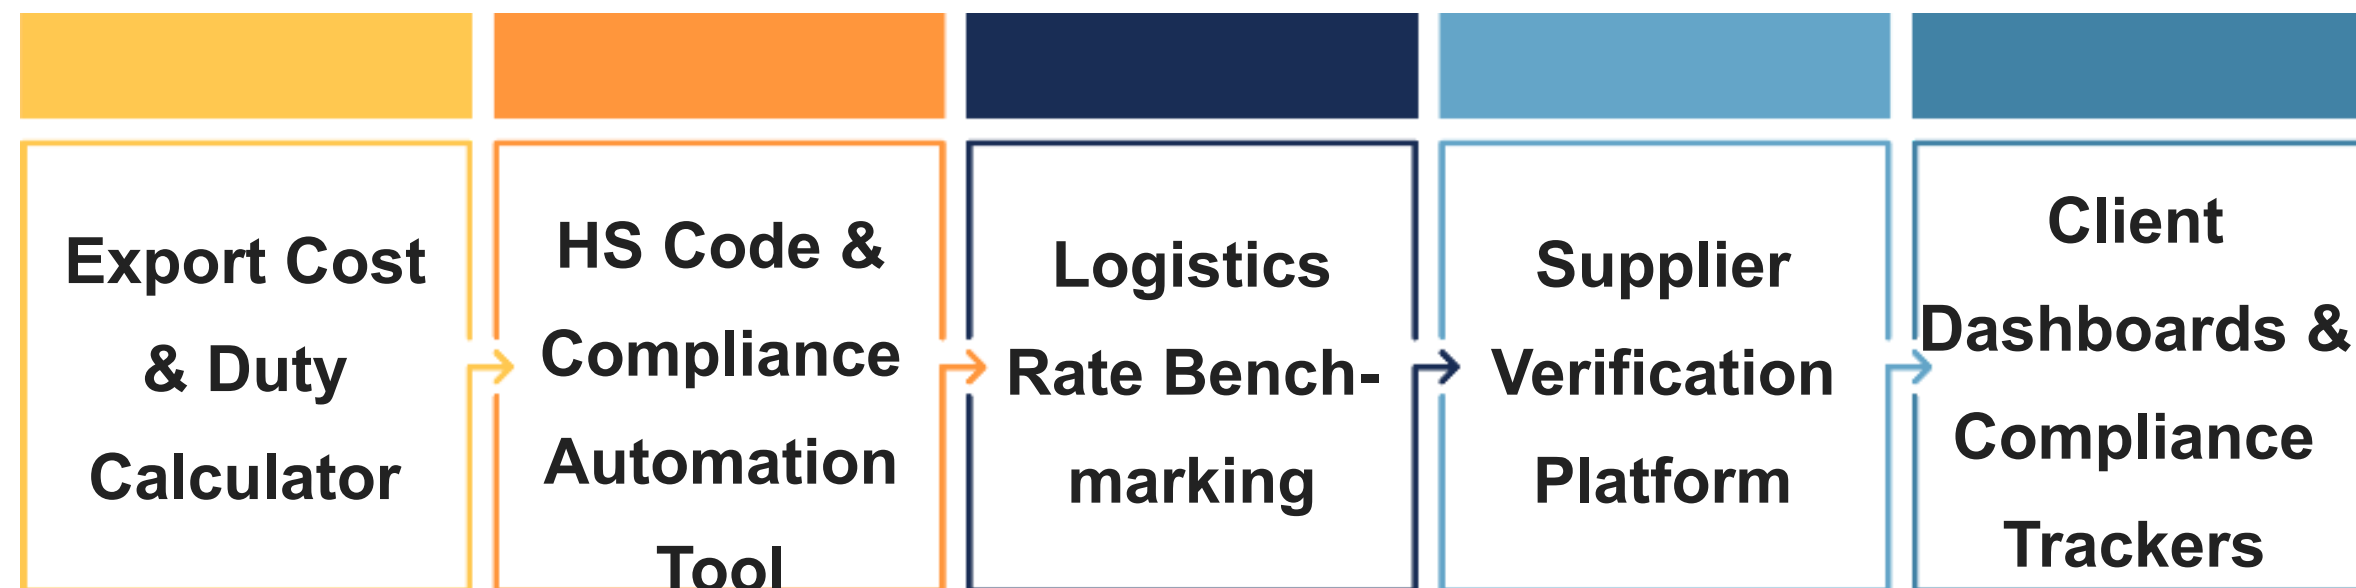 Export Cost
& Duty
Calculator
HS Code &
Compliance
Automation
Tool
Logistics
Rate Bench-
marking
Supplier
Verification
Platform
Client
Dashboards &
Compliance
Trackers